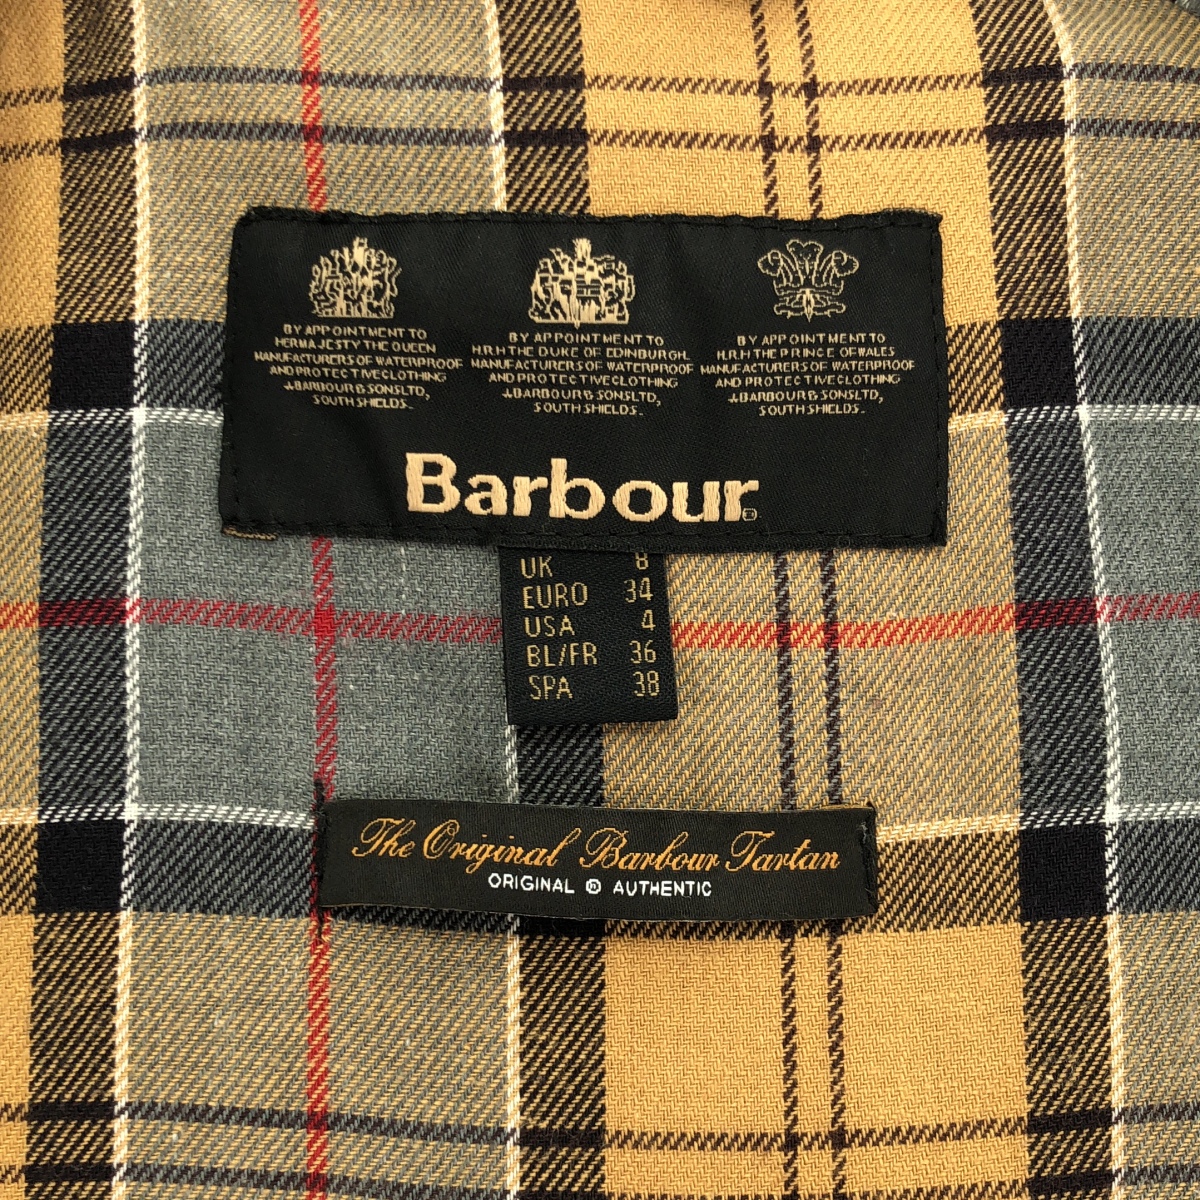 BY APPOINTMENT TO
HER MAJESTY THE QUEEN
MANUFACTURERS OF WATERPROOF
AND PROTECTIVE CLOTHING
J.BARBOUR & SONS LTD,
SOUTH SHIELDS.
BY APPOINTMENT TO
H.R.H THE DUKE OF EDINBURGH.
MANUFACTURERS OF WATERPROOF
AND PROTECTIVE CLOTHING
J.BARBOUR & SONS LTD,
SOUTH SHIELDS.
BY APPOINTMENT TO
H.R.H THE PRINCE OF WALES
MANUFACTURERS OF WATERPROOF
AND PROTECTIVE CLOTHING
J.BARBOUR & SONS LTD,
SOUTH SHIELDS.
Barbour®
UK 8
EURO 34
USA 4
BL/FR 36
SPA 38
The Original Barbour Tartan
ORIGINAL ® AUTHENTIC